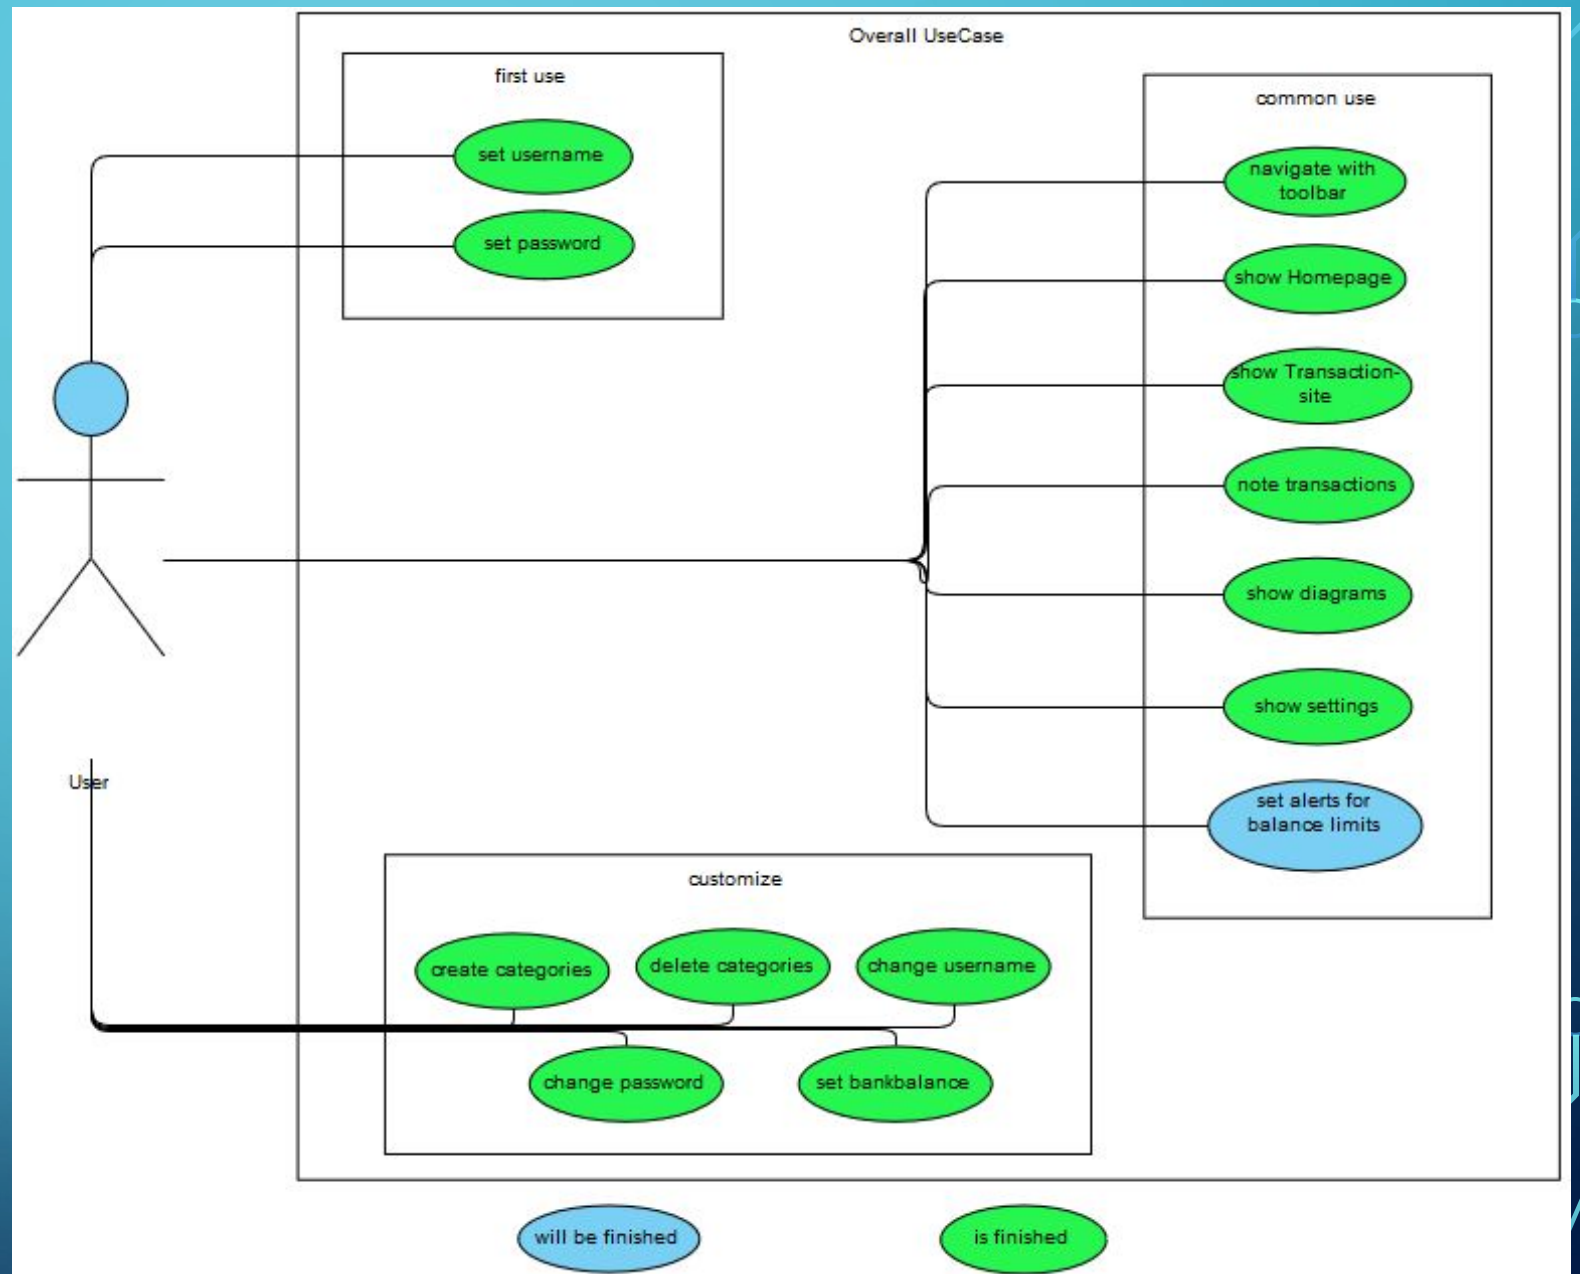 Overall UseCase
first use
set username
set password
common use
navigate with
toolbar
show Homepage
show Transaction-
site
note transactions
show diagrams
show settings
set alerts for
balance limits
User
customize
create categories
delete categories
change username
change password
set bankbalance
will be finished
is finished